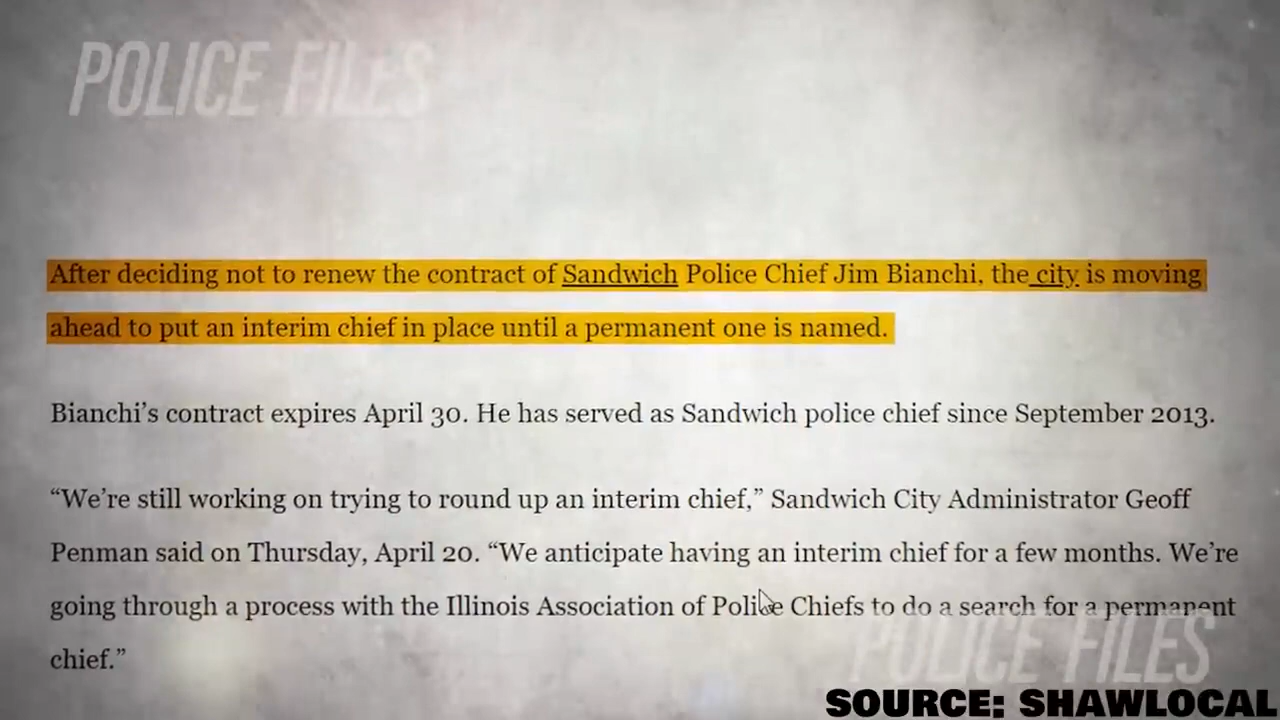 POLICE FILES
After deciding not to renew the contract of Sandwich Police Chief Jim Bianchi, the city is moving
ahead to put an interim chief in place until a permanent one is named.
Bianchi’s contract expires April 30. He has served as Sandwich police chief since September 2013.
“We’re still working on trying to round up an interim chief,” Sandwich City Administrator Geoff
Penman said on Thursday, April 20. “We anticipate having an interim chief for a few months. We’re
going through a process with the Illinois Association of Police Chiefs to do a search for a permanent
chief.”
POLICE FILES
SOURCE: SHAWLOCAL